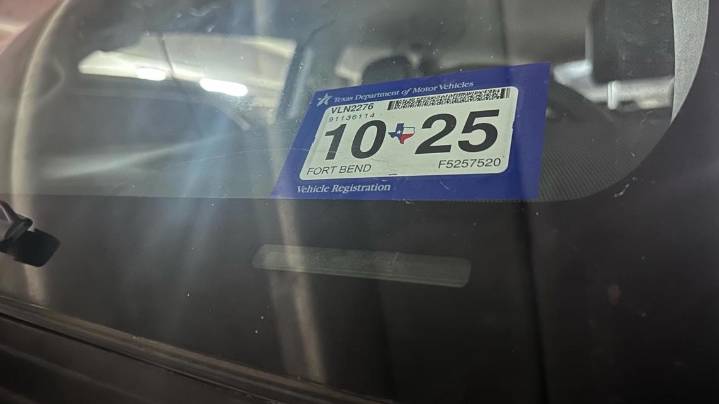 Texas Department of Motor Vehicles
VLN2276
91136114
10 25
FORT BEND F5257520
Vehicle Registration